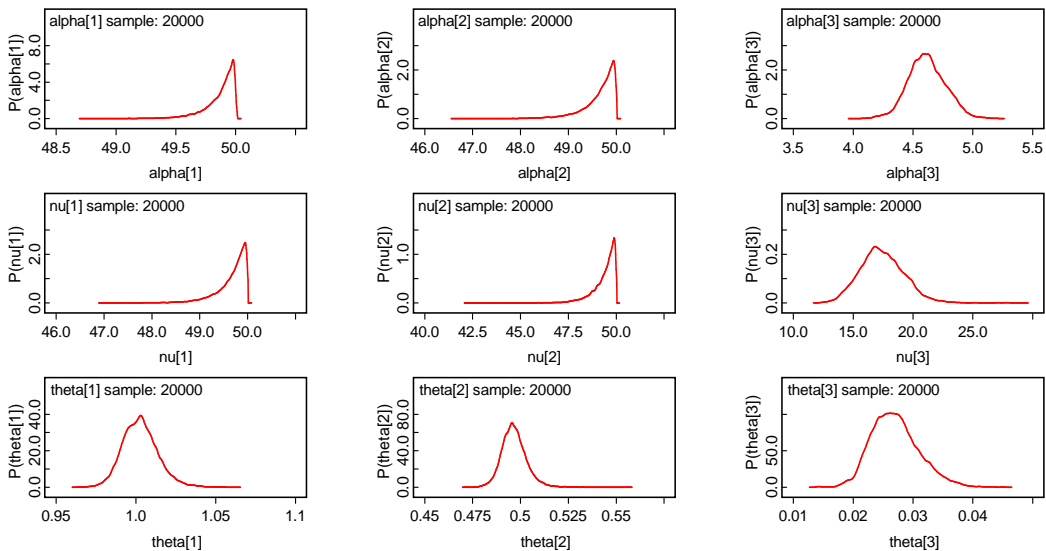 alpha[1] sample: 20000
P(alpha[1])
0.0 4.0 8.0
48.5 49.0 49.5 50.0
alpha[1]
alpha[2] sample: 20000
P(alpha[2])
0.0 2.0
46.0 47.0 48.0 49.0 50.0
alpha[2]
alpha[3] sample: 20000
P(alpha[3])
0.0 2.0
3.5 4.0 4.5 5.0 5.5
alpha[3]
nu[1] sample: 20000
P(nu[1])
0.0 2.0
46.0 47.0 48.0 49.0 50.0
nu[1]
nu[2] sample: 20000
P(nu[2])
0.0 1.0
40.0 42.5 45.0 47.5 50.0
nu[2]
nu[3] sample: 20000
P(nu[3])
0.0 0.2
10.0 15.0 20.0 25.0
nu[3]
theta[1] sample: 20000
P(theta[1])
0.0 20.0 40.0
0.95 1.0 1.05 1.1
theta[1]
theta[2] sample: 20000
P(theta[2])
0.0 40.0 80.0
0.45 0.475 0.5 0.525 0.55
theta[2]
theta[3] sample: 20000
P(theta[3])
0.0 50.0
0.01 0.02 0.03 0.04
theta[3]